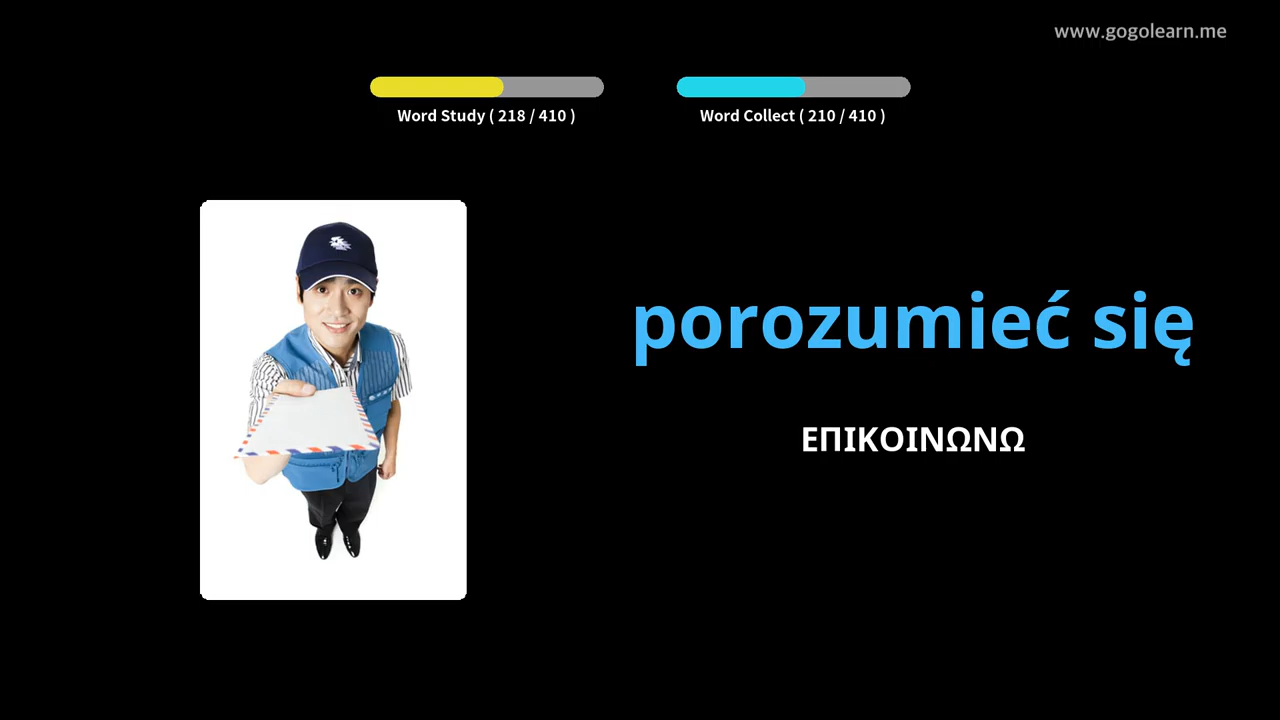 www.gogolearn.me
Word Study ( 218 / 410 )
Word Collect ( 210 / 410 )
porozumieć się
ΕΠΙΚΟΙΝΩΝΩ